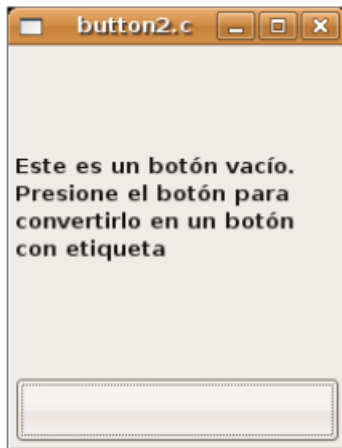 button2.c
Este es un botón vacío.
Presione el botón para
convertirlo en un botón
con etiqueta